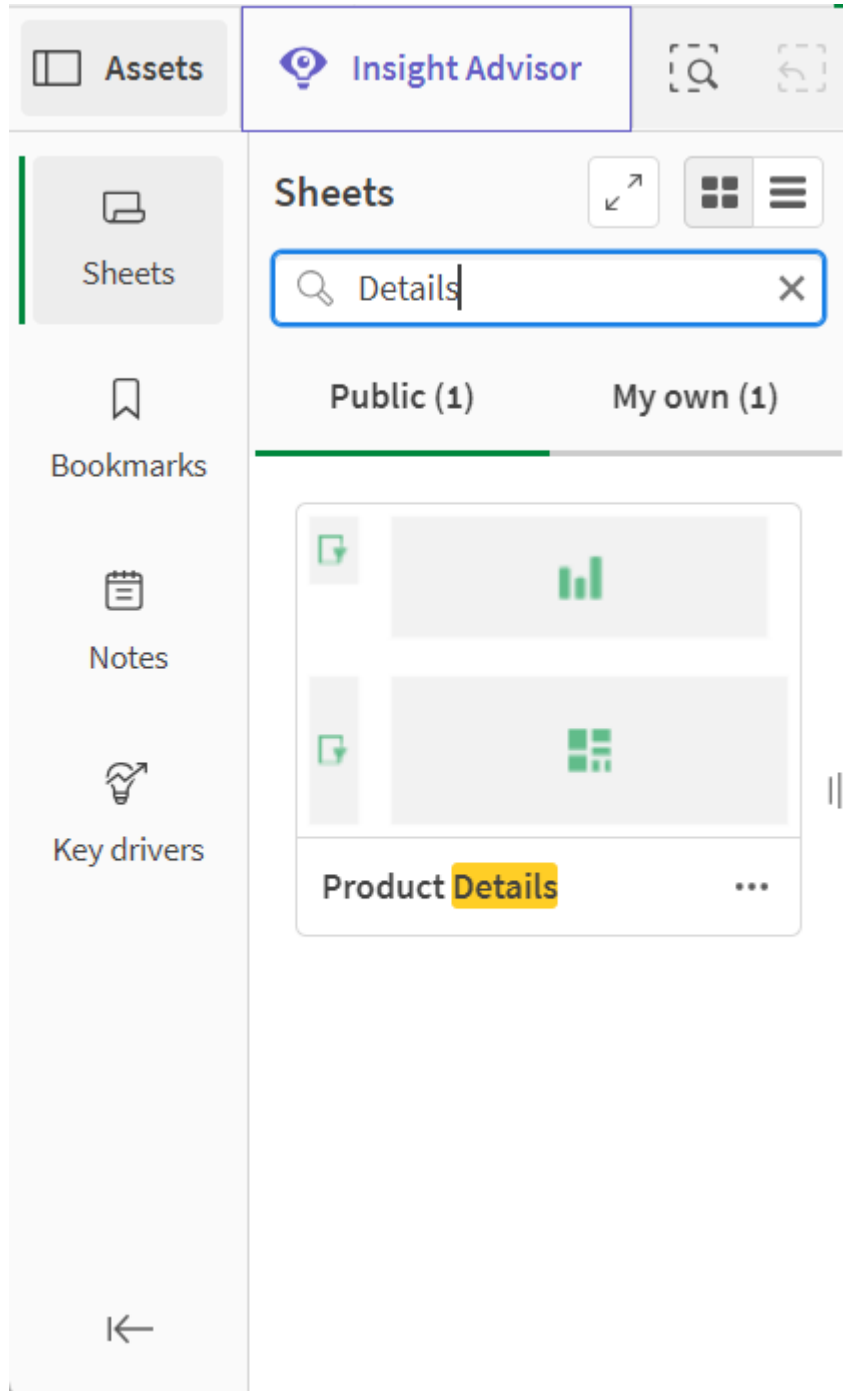 Assets
Insight Advisor
Sheets
Bookmarks
Notes
Key drivers
Sheets
Details
Public (1)
My own (1)
Product Details